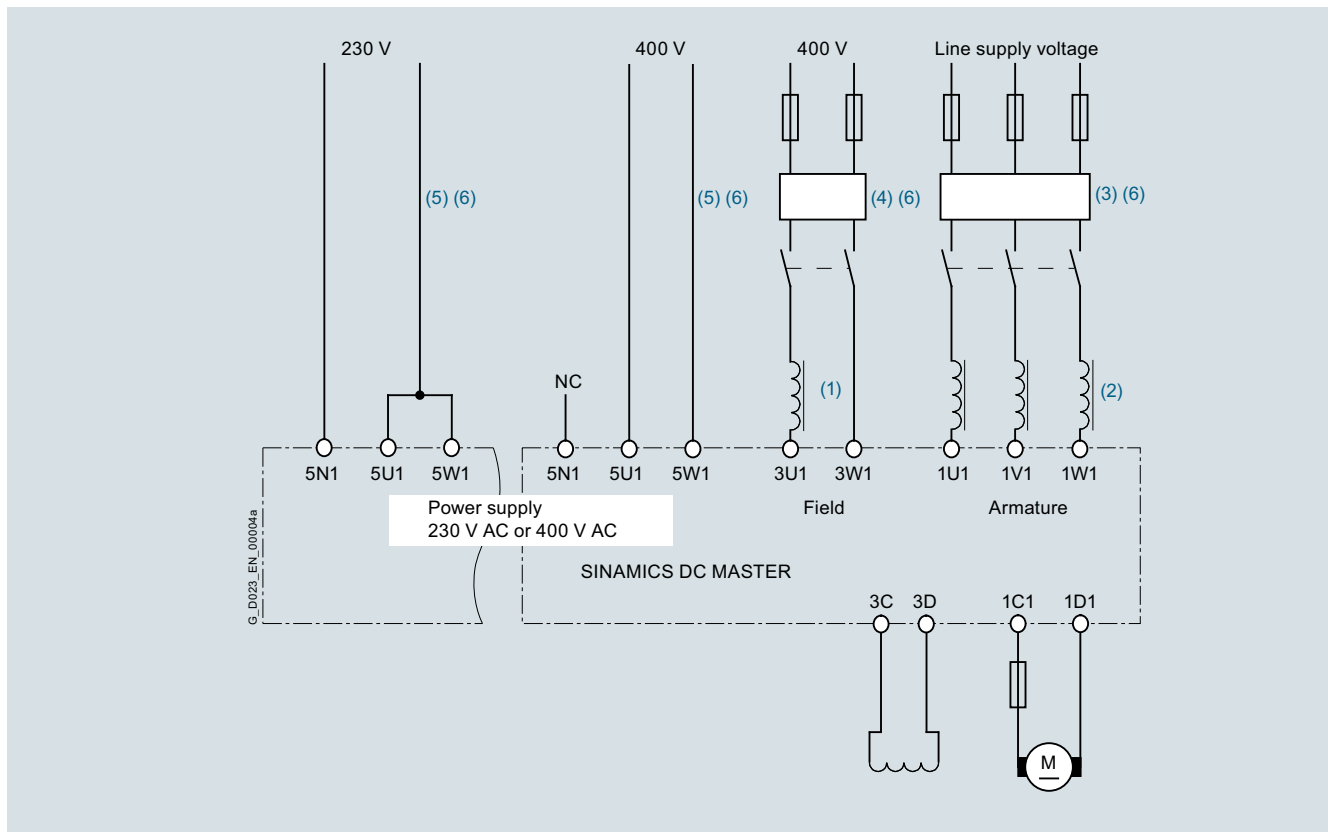 230 V
400 V
400 V
Line supply voltage
(5) (6)
(5) (6)
(4) (6)
(3) (6)
NC
(1)
(2)
5N1
5U1
5W1
5N1
5U1
5W1
3U1
3W1
1U1
1V1
1W1
Power supply
230 V AC or 400 V AC
Field
Armature
G_D023_EN_00004a
SINAMICS DC MASTER
3C
3D
1C1
1D1
M